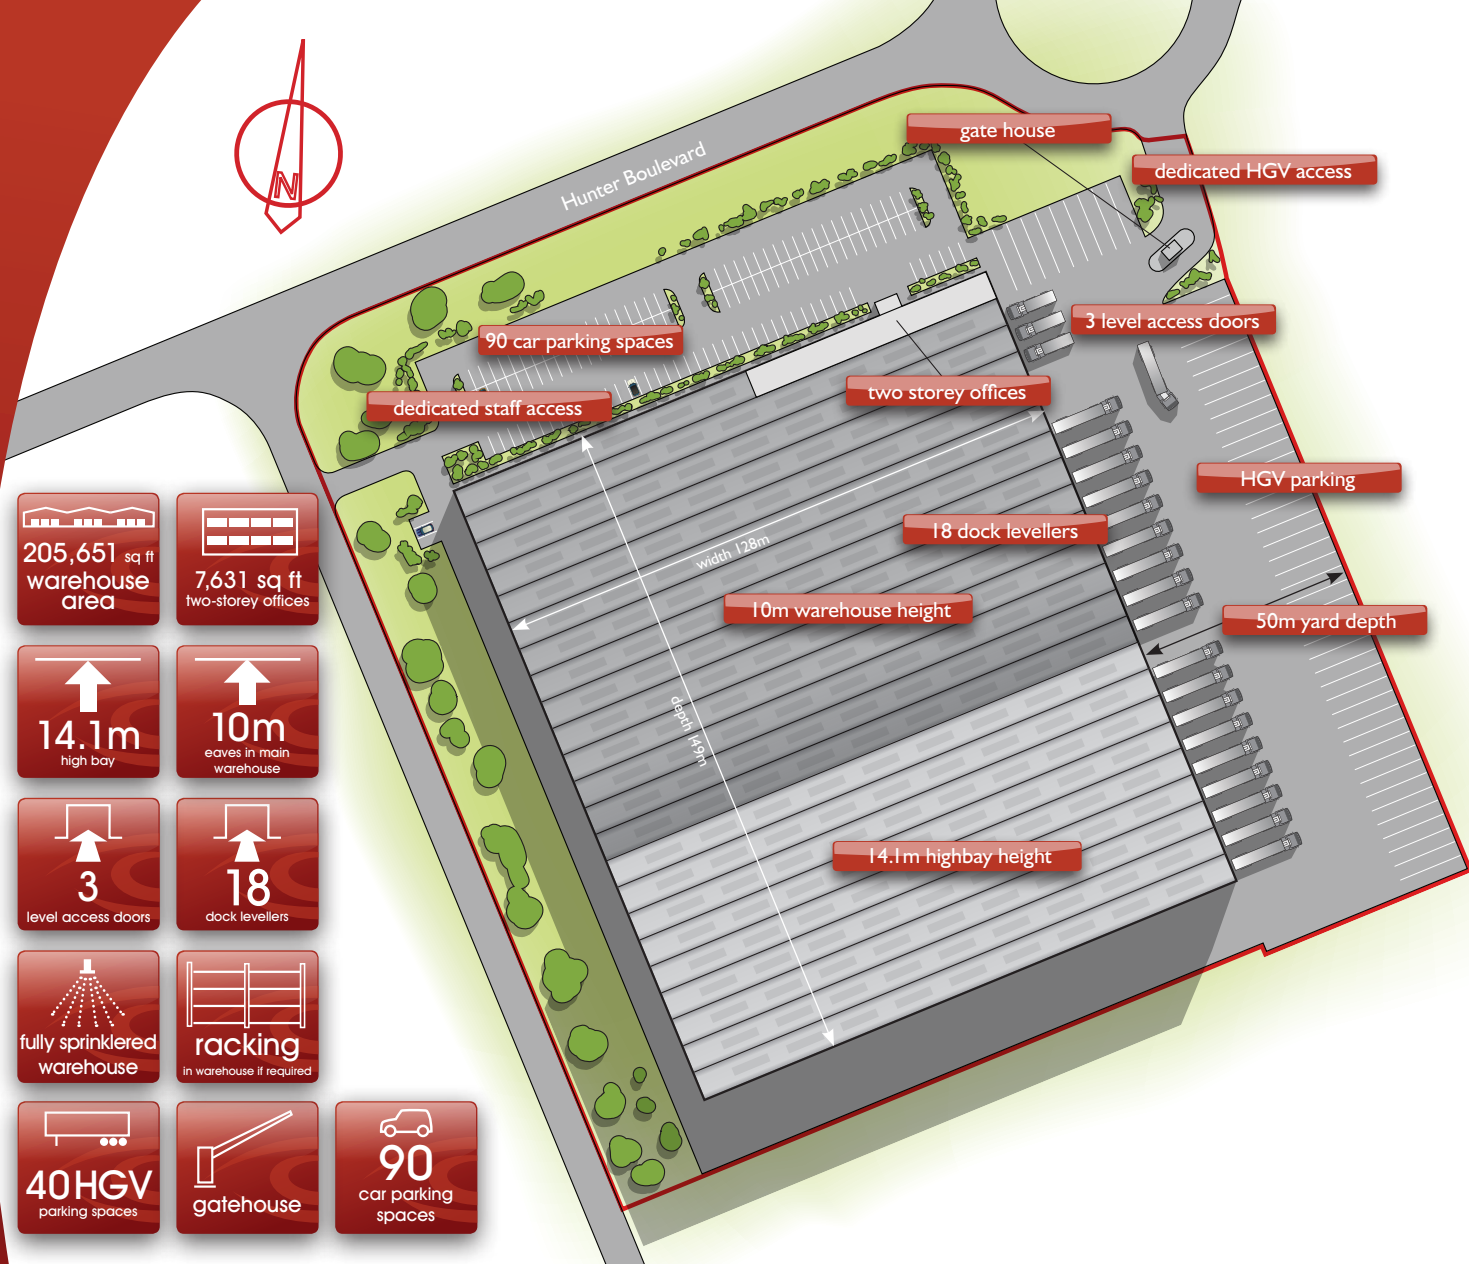 N
Hunter Boulevard
gate house
dedicated HGV access
3 level access doors
90 car parking spaces
two storey offices
dedicated staff access
HGV parking
18 dock levellers
width 128m
10m warehouse height
50m yard depth
depth 149m
14.1m highbay height
205,651 sq ft
warehouse
area
7,631 sq ft
two-storey offices
14.1m
high bay
10m
eaves in main
warehouse
3
level access doors
18
dock levellers
fully sprinklered
warehouse
racking
in warehouse if required
40HGV
parking spaces
gatehouse
90
car parking
spaces